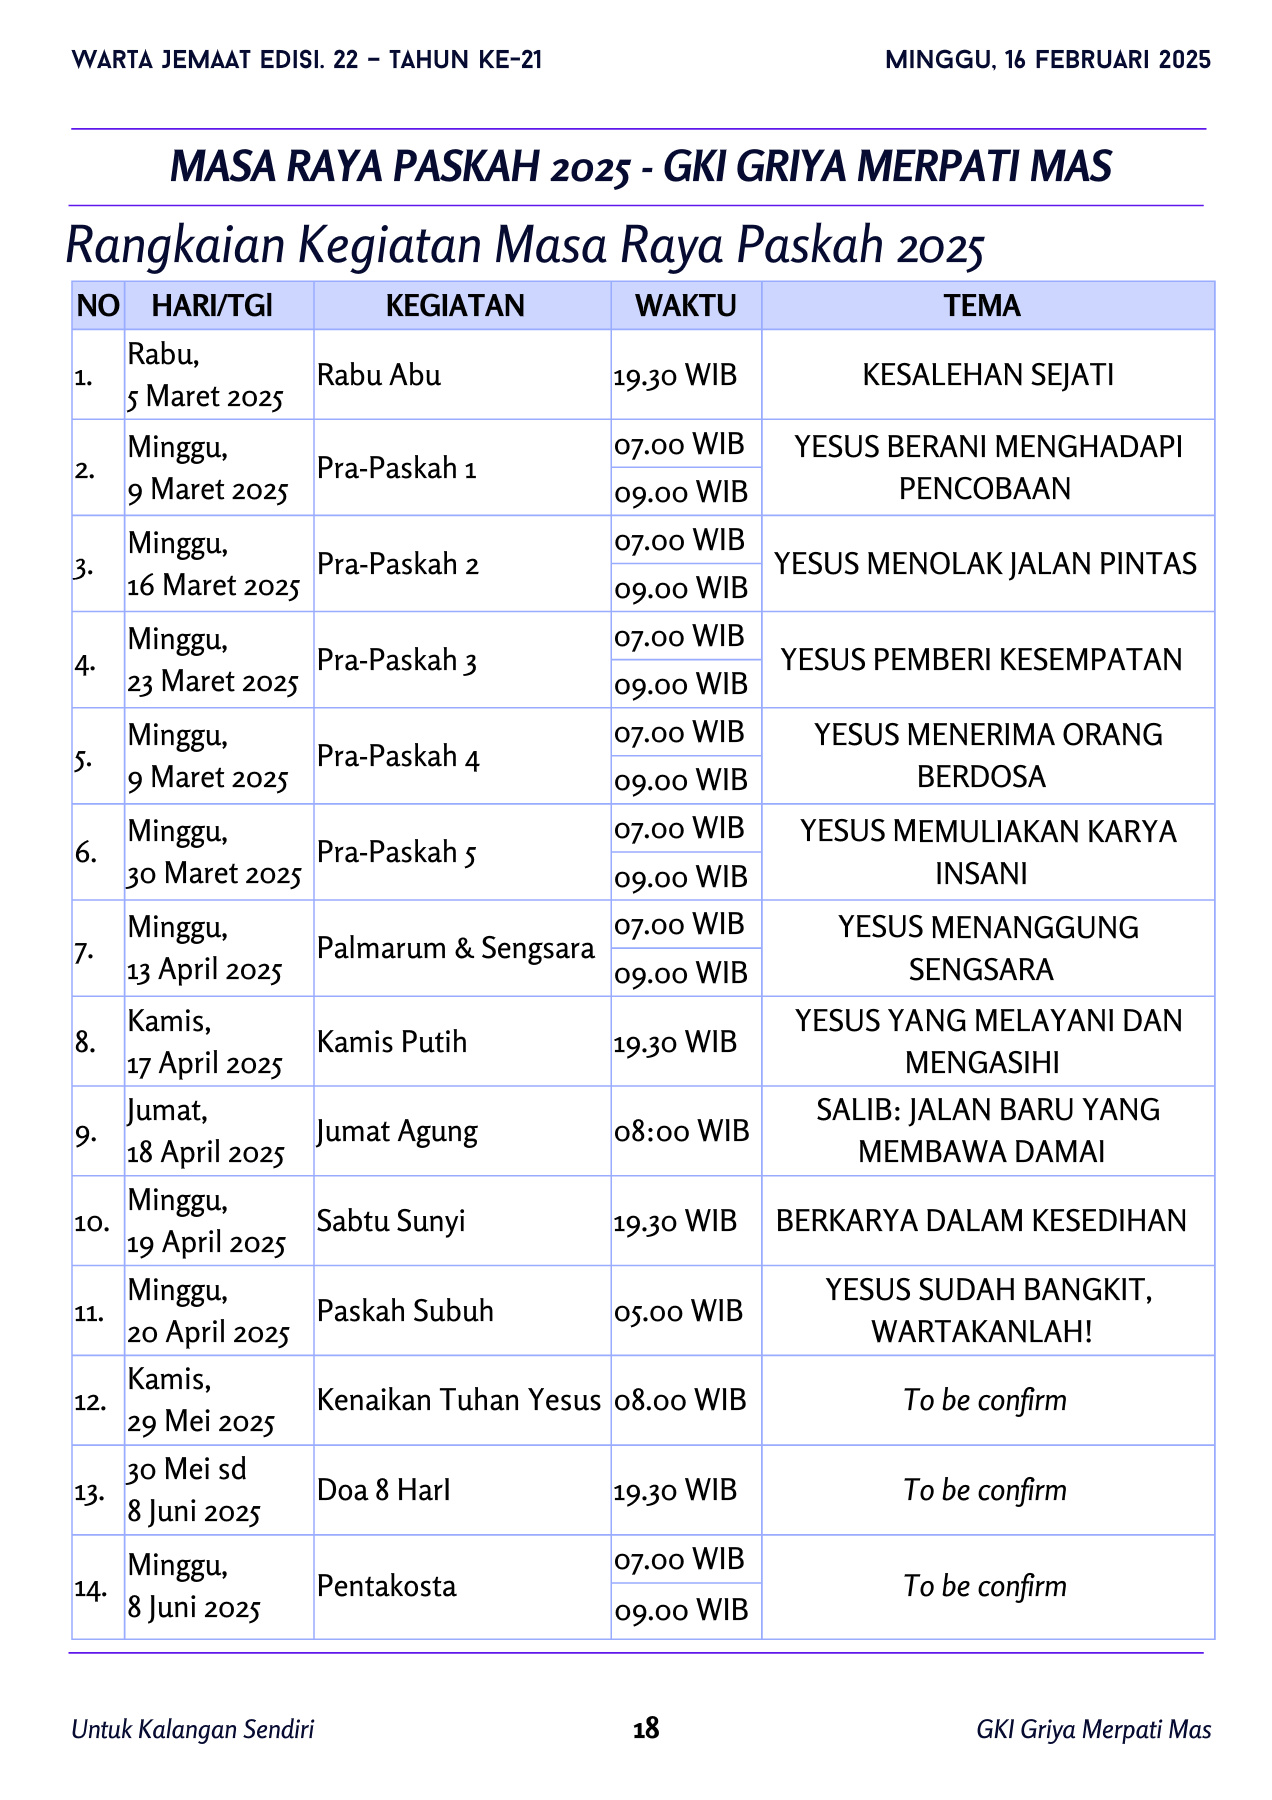 WARTA JEMAAT EDISI. 22 – TAHUN KE-21 MINGGU, 16 FEBRUARI 2025
MASA RAYA PASKAH 2025 - GKI GRIYA MERPATI MAS
Rangkaian Kegiatan Masa Raya Paskah 2025
NO HARI/TGl KEGIATAN WAKTU TEMA
1. Rabu,
5 Maret 2025 Rabu Abu 19.30 WIB KESALEHAN SEJATI
2. Minggu,
9 Maret 2025 Pra-Paskah 1 07.00 WIB
09.00 WIB YESUS BERANI MENGHADAPI
PENCOBAAN
3. Minggu,
16 Maret 2025 Pra-Paskah 2 07.00 WIB
09.00 WIB YESUS MENOLAK JALAN PINTAS
4. Minggu,
23 Maret 2025 Pra-Paskah 3 07.00 WIB
09.00 WIB YESUS PEMBERI KESEMPATAN
5. Minggu,
9 Maret 2025 Pra-Paskah 4 07.00 WIB
09.00 WIB YESUS MENERIMA ORANG
BERDOSA
6. Minggu,
30 Maret 2025 Pra-Paskah 5 07.00 WIB
09.00 WIB YESUS MEMULIAKAN KARYA
INSANI
7. Minggu,
13 April 2025 Palmarum & Sengsara 07.00 WIB
09.00 WIB YESUS MENANGGUNG
SENGSARA
8. Kamis,
17 April 2025 Kamis Putih 19.30 WIB YESUS YANG MELAYANI DAN
MENGASIHI
9. Jumat,
18 April 2025 Jumat Agung 08:00 WIB SALIB: JALAN BARU YANG
MEMBAWA DAMAI
10. Minggu,
19 April 2025 Sabtu Sunyi 19.30 WIB BERKARYA DALAM KESEDIHAN
11. Minggu,
20 April 2025 Paskah Subuh 05.00 WIB YESUS SUDAH BANGKIT,
WARTAKANLAH!
12. Kamis,
29 Mei 2025 Kenaikan Tuhan Yesus 08.00 WIB To be confirm
13. 30 Mei sd
8 Juni 2025 Doa 8 HarI 19.30 WIB To be confirm
14. Minggu,
8 Juni 2025 Pentakosta 07.00 WIB
09.00 WIB To be confirm
Untuk Kalangan Sendiri 18 GKI Griya Merpati Mas